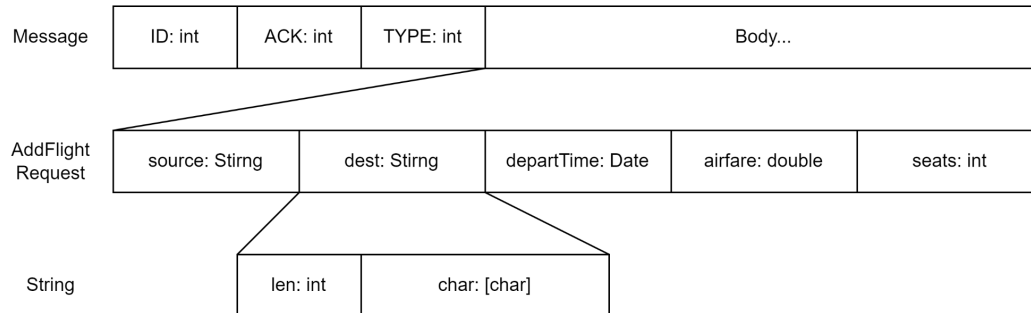 Message
ID: int
ACK: int
TYPE: int
Body...
AddFlight
Request
source: Stirng
dest: Stirng
departTime: Date
airfare: double
seats: int
String
len: int
char: [char]